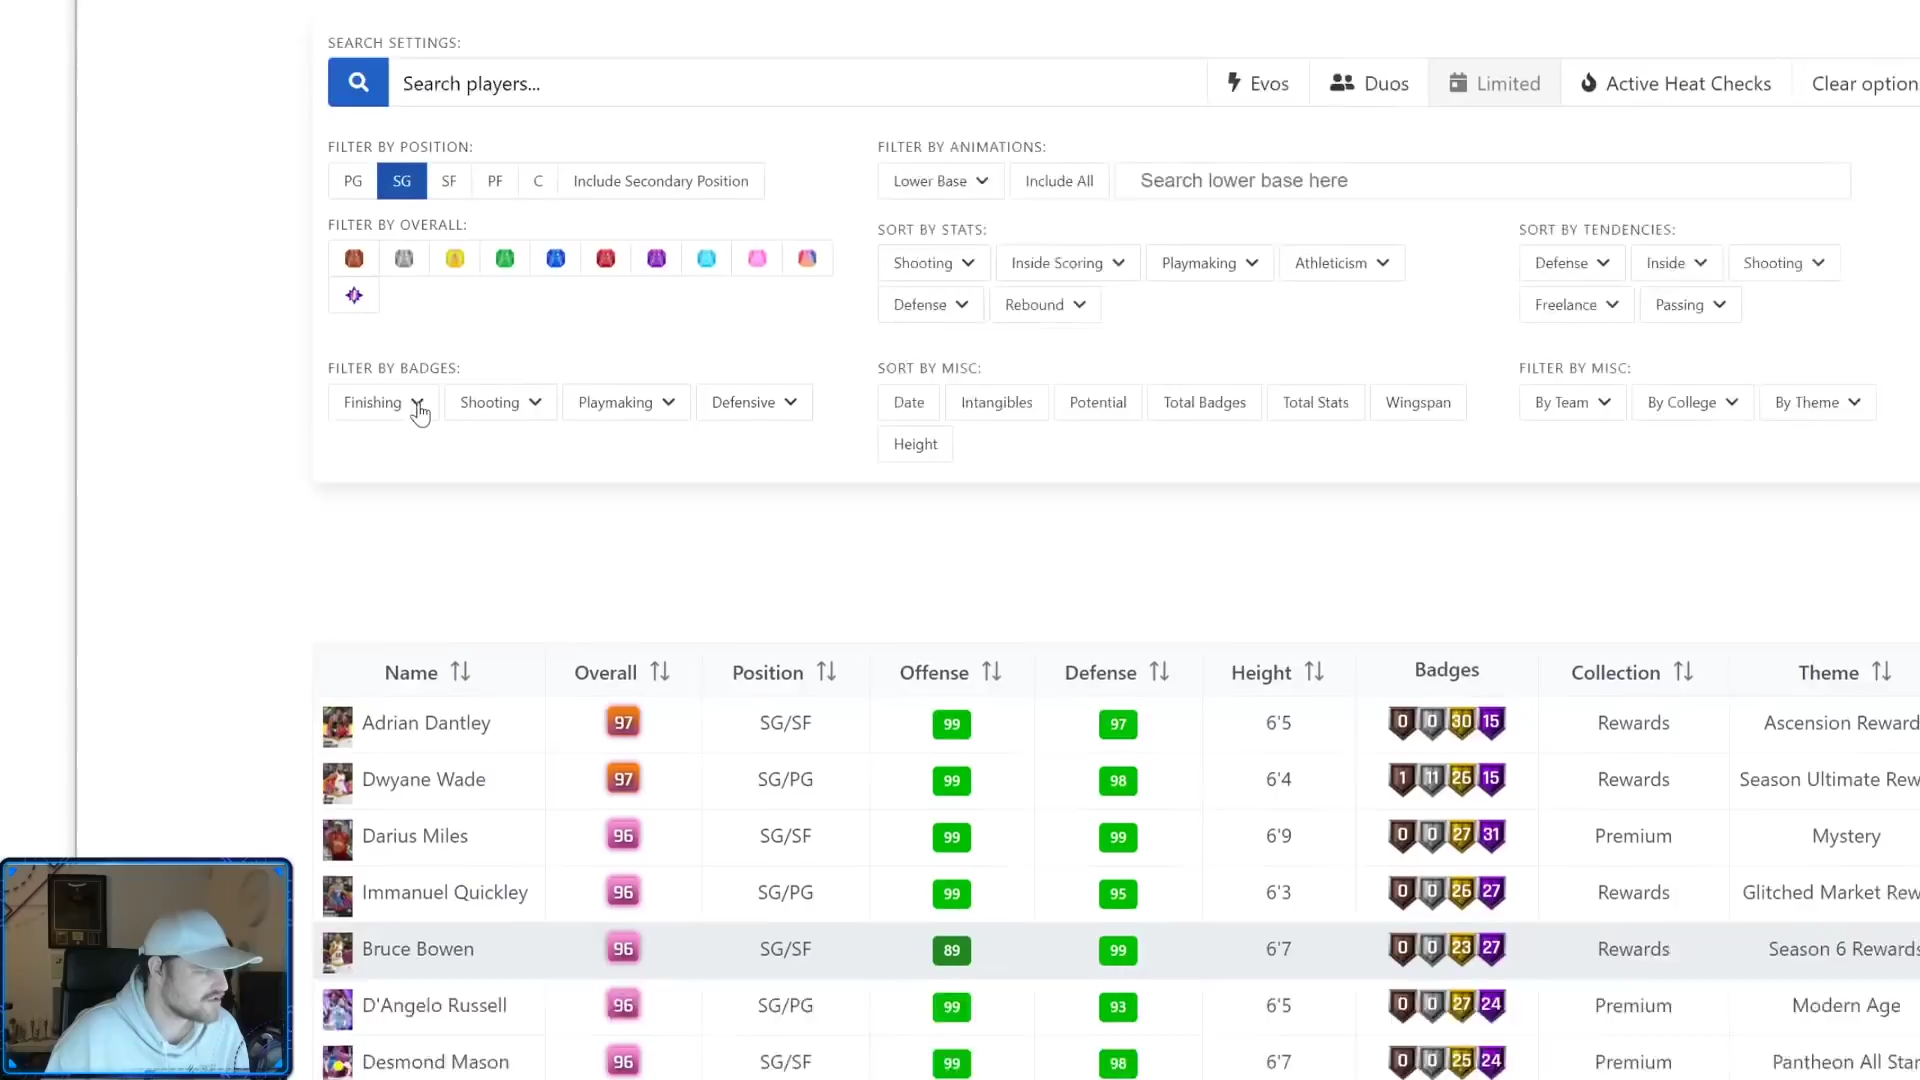 SEARCH SETTINGS:
Search players... Evos Duos Limited Active Heat Checks Clear option
FILTER BY POSITION: FILTER BY ANIMATIONS:
PG SG SF PF C Include Secondary Position Lower Base Include All Search lower base here
FILTER BY OVERALL: SORT BY STATS: SORT BY TENDENCIES:
Shooting Inside Scoring Playmaking Athleticism Defense Inside Shooting
Defense Rebound Freelance Passing
FILTER BY BADGES: SORT BY MISC: FILTER BY MISC:
Finishing Shooting Playmaking Defensive Date Intangibles Potential Total Badges Total Stats Wingspan By Team By College By Theme
Height
Name Overall Position Offense Defense Height Badges Collection Theme
Adrian Dantley 97 SG/SF 99 97 6'5 0 0 30 15 Rewards Ascension Reward
Dwyane Wade 97 SG/PG 99 98 6'4 1 11 26 15 Rewards Season Ultimate Rew
Darius Miles 96 SG/SF 99 99 6'9 0 0 27 31 Premium Mystery
Immanuel Quickley 96 SG/PG 99 95 6'3 0 0 26 27 Rewards Glitched Market Rew
Bruce Bowen 96 SG/SF 89 99 6'7 0 0 23 27 Rewards Season 6 Rewards
D'Angelo Russell 96 SG/PG 99 93 6'5 0 0 27 24 Premium Modern Age
Desmond Mason 96 SG/SF 99 98 6'7 0 0 25 24 Premium Pantheon All Star